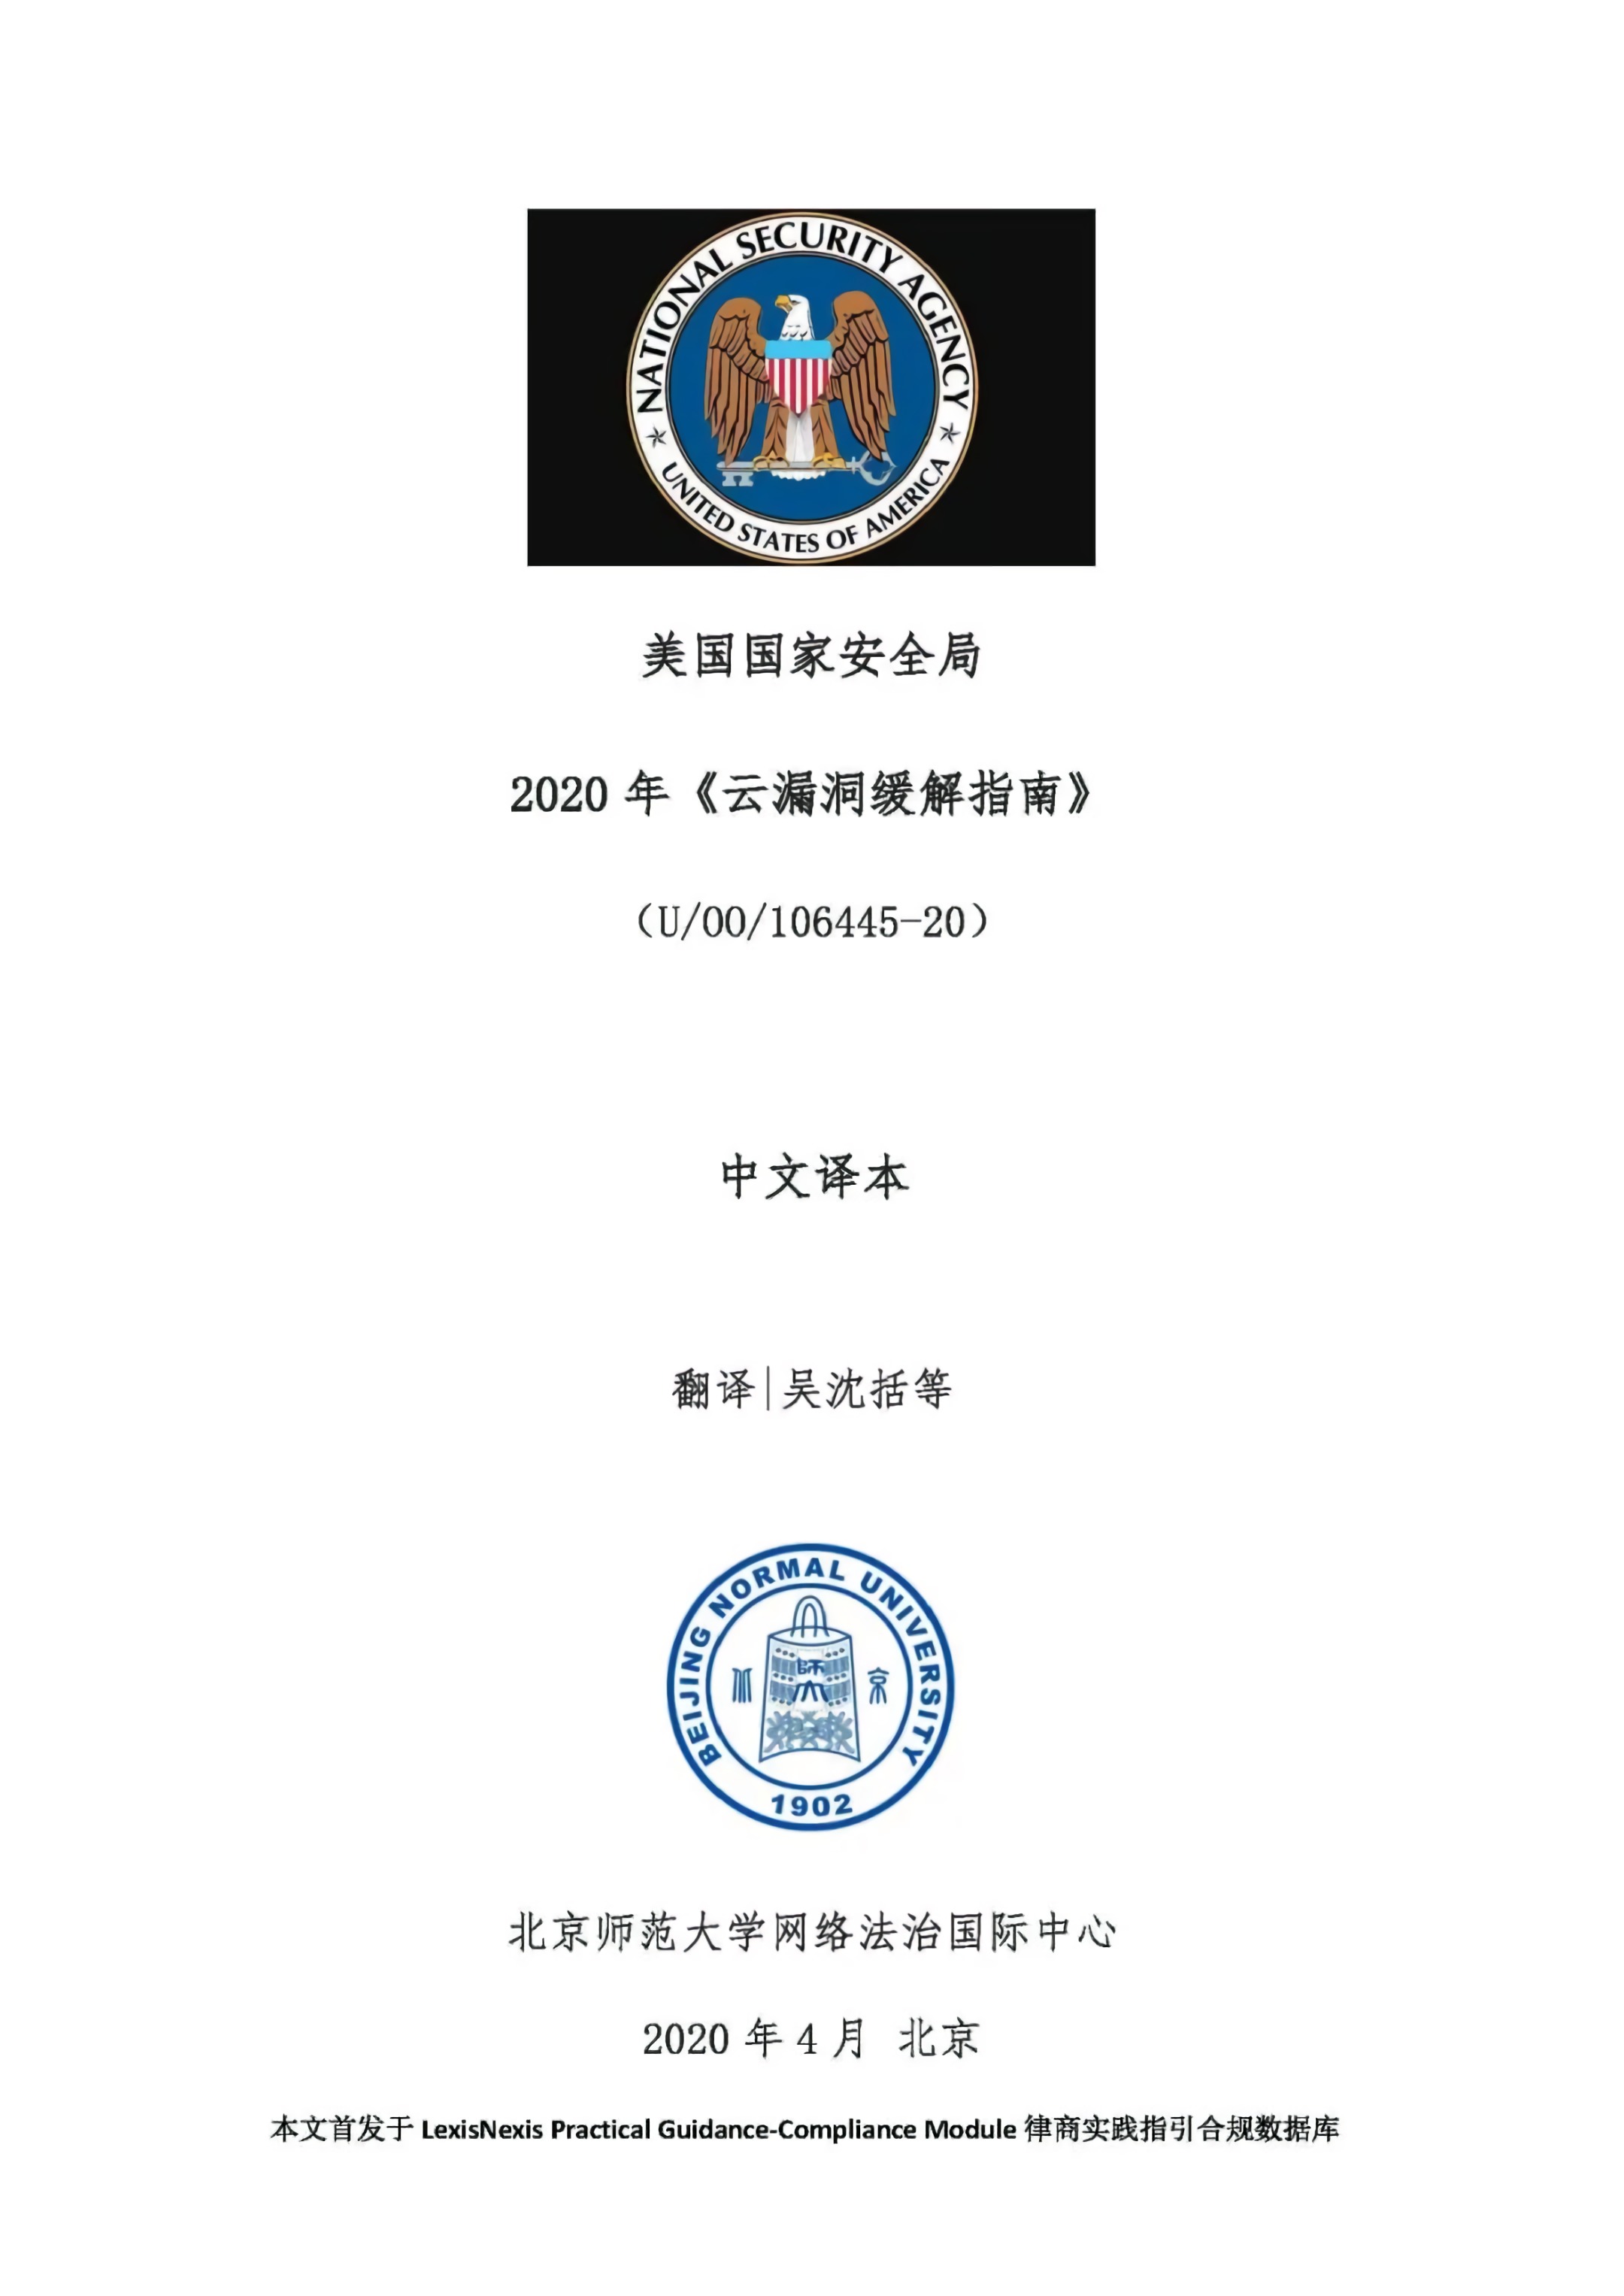 NATIONAL SECURITY AGENCY
UNITED STATES OF AMERICA
美国国家安全局
2020 年《云漏洞缓解指南》
（U/OO/106445-20）
中文译本
翻译|吴沈括等
BEIJING NORMAL UNIVERSITY
師大
京
1902
北京师范大学网络法治国际中心
2020 年 4 月 北京
本文首发于 LexisNexis Practical Guidance-Compliance Module 律商实践指引合规数据库